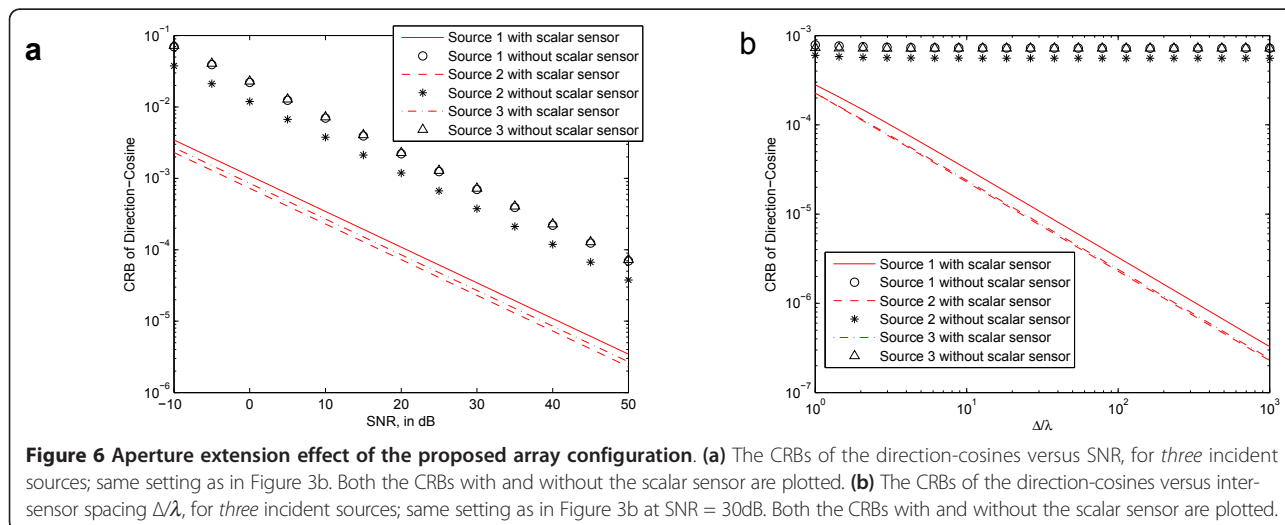 a
10^-1
10^-2
10^-3
10^-4
10^-5
10^-6
CRB of Direction−Cosine
−10
0
10
20
30
40
50
SNR, in dB
Source 1 with scalar sensor
Source 1 without scalar sensor
Source 2 with scalar sensor
Source 2 without scalar sensor
Source 3 with scalar sensor
Source 3 without scalar sensor
b
10^-3
10^-4
10^-5
10^-6
10^-7
CRB of Direction−Cosine
10^0
10^1
10^2
10^3
Δ/λ
Source 1 with scalar sensor
Source 1 without scalar sensor
Source 2 with scalar sensor
Source 2 without scalar sensor
Source 3 with scalar sensor
Source 3 without scalar sensor
Figure 6 Aperture extension effect of the proposed array configuration. (a) The CRBs of the direction-cosines versus SNR, for three incident
sources; same setting as in Figure 3b. Both the CRBs with and without the scalar sensor are plotted. (b) The CRBs of the direction-cosines versus inter-
sensor spacing Δ/λ, for three incident sources; same setting as in Figure 3b at SNR = 30dB. Both the CRBs with and without the scalar sensor are plotted.